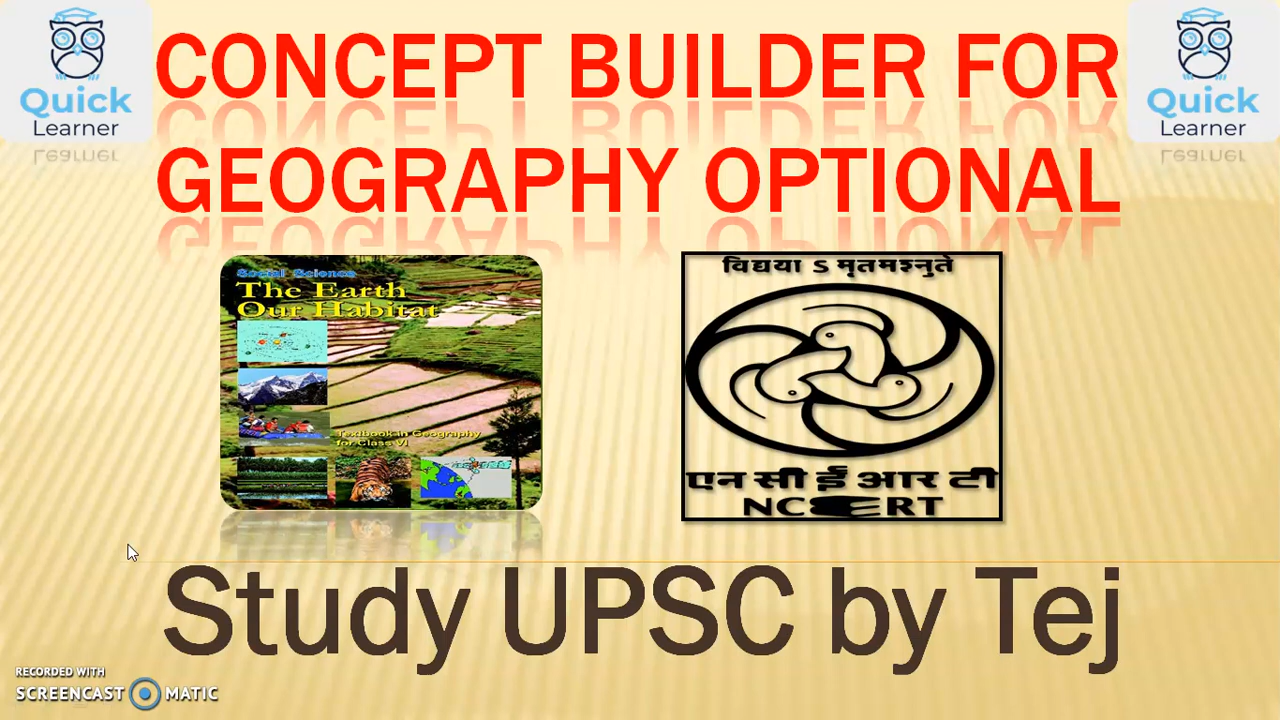 Quick
Learner
CONCEPT BUILDER FOR
GEOGRAPHY OPTIONAL
Quick
Learner
Social Science
The Earth
Our Habitat
Textbook in Geography
for Class VI
विद्यया ऽ मृतमश्नुते
एन सी ई आर टी
NCERT
Study UPSC by Tej
RECORDED WITH
SCREENCAST MATIC